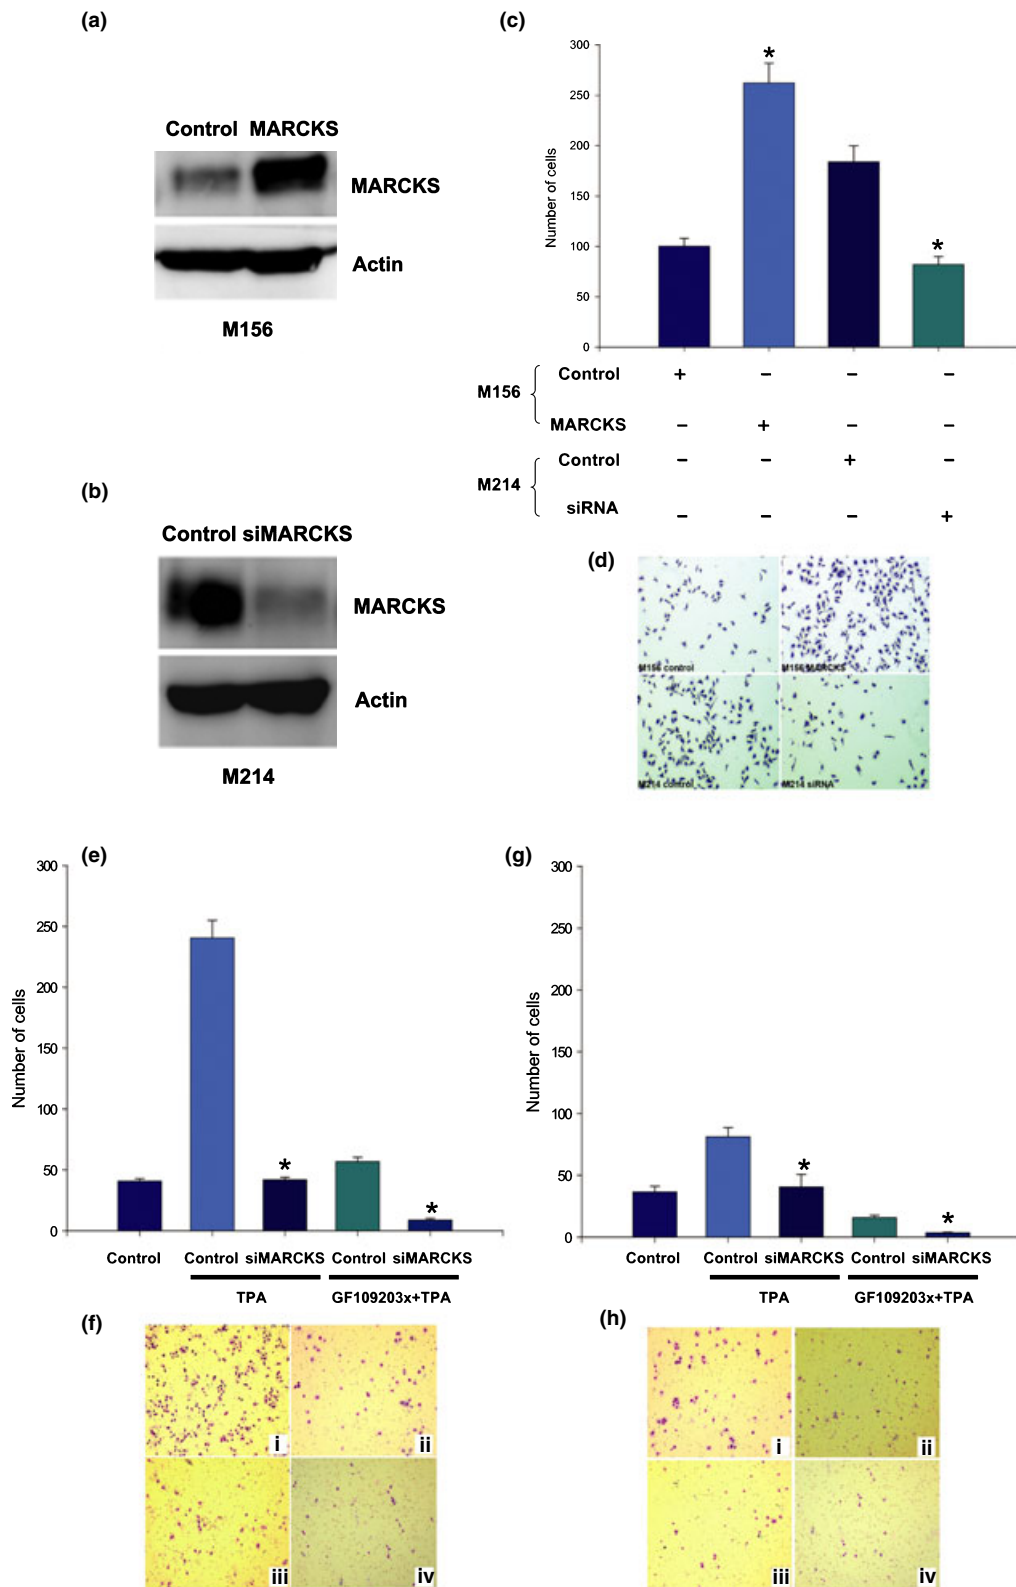 (a)
Control MARCKS
MARCKS
Actin
M156
(b)
Control siMARCKS
MARCKS
Actin
M214
(c)
300
250
200
150
100
50
0
Number of cells
*
*
M156
Control + − − −
MARCKS − + − −
M214
Control − − + −
siRNA − − − +
(d)
M156 control
M156 MARCKS
M214 control
M214 siRNA
(e)
300
250
200
150
100
50
0
Number of cells
*
*
Control Control siMARCKS Control siMARCKS
TPA GF109203x+TPA
(f)
i
ii
iii
iv
(g)
300
250
200
150
100
50
0
Number of cells
*
*
Control Control siMARCKS Control siMARCKS
TPA GF109203x+TPA
(h)
i
ii
iii
iv